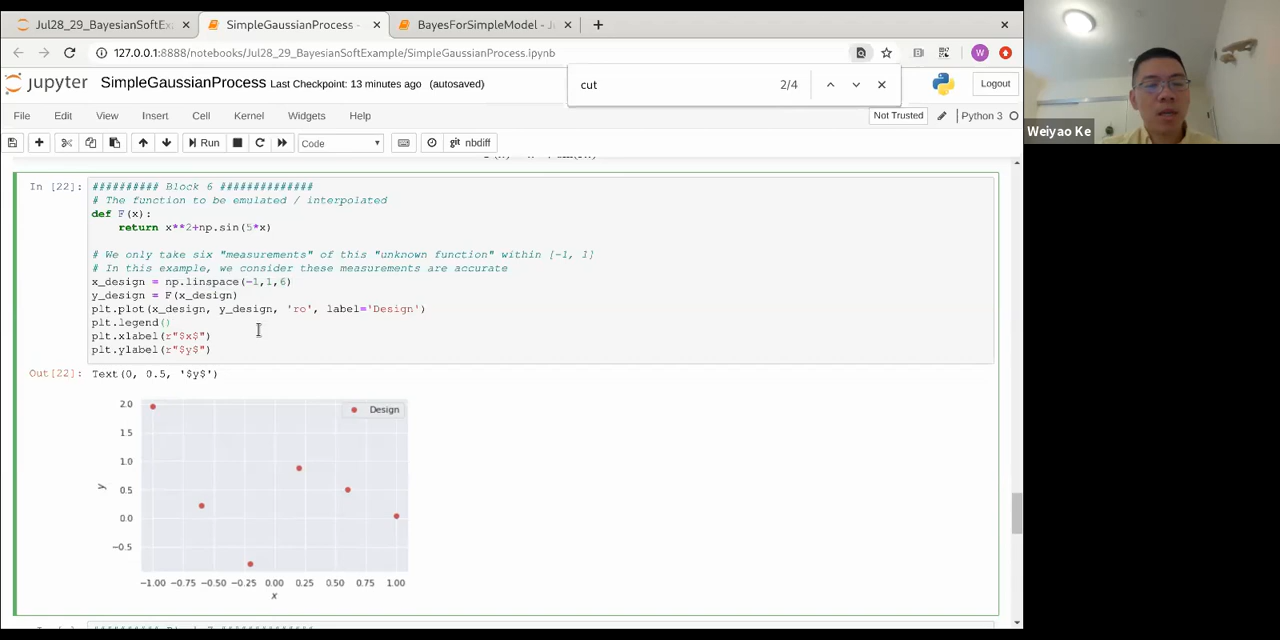 Jul28_29_BayesianSoftEx
SimpleGaussianProcess -
BayesForSimpleModel - J
127.0.0.1:8888/notebooks/Jul28_29_BayesianSoftExample/SimpleGaussianProcess.ipynb
W
cut 2/4
jupyter SimpleGaussianProcess Last Checkpoint: 13 minutes ago (autosaved)
Logout
File Edit View Insert Cell Kernel Widgets Help
Not Trusted Python 3
Run Code git nbdiff
In [22]: ########## Block 6 ##############
# The function to be emulated / interpolated
def F(x):
return x**2+np.sin(5*x)
# We only take six "measurements" of this "unknown function" within [-1, 1]
# In this example, we consider these measurements are accurate
x_design = np.linspace(-1,1,6)
y_design = F(x_design)
plt.plot(x_design, y_design, 'ro', label='Design')
plt.legend()
plt.xlabel(r"$x$")
plt.ylabel(r"$y$")
Out[22]: Text(0, 0.5, '$y$')
Design
2.0
1.5
1.0
0.5
0.0
−0.5
y
−1.00 −0.75 −0.50 −0.25 0.00 0.25 0.50 0.75 1.00
x
Weiyao Ke